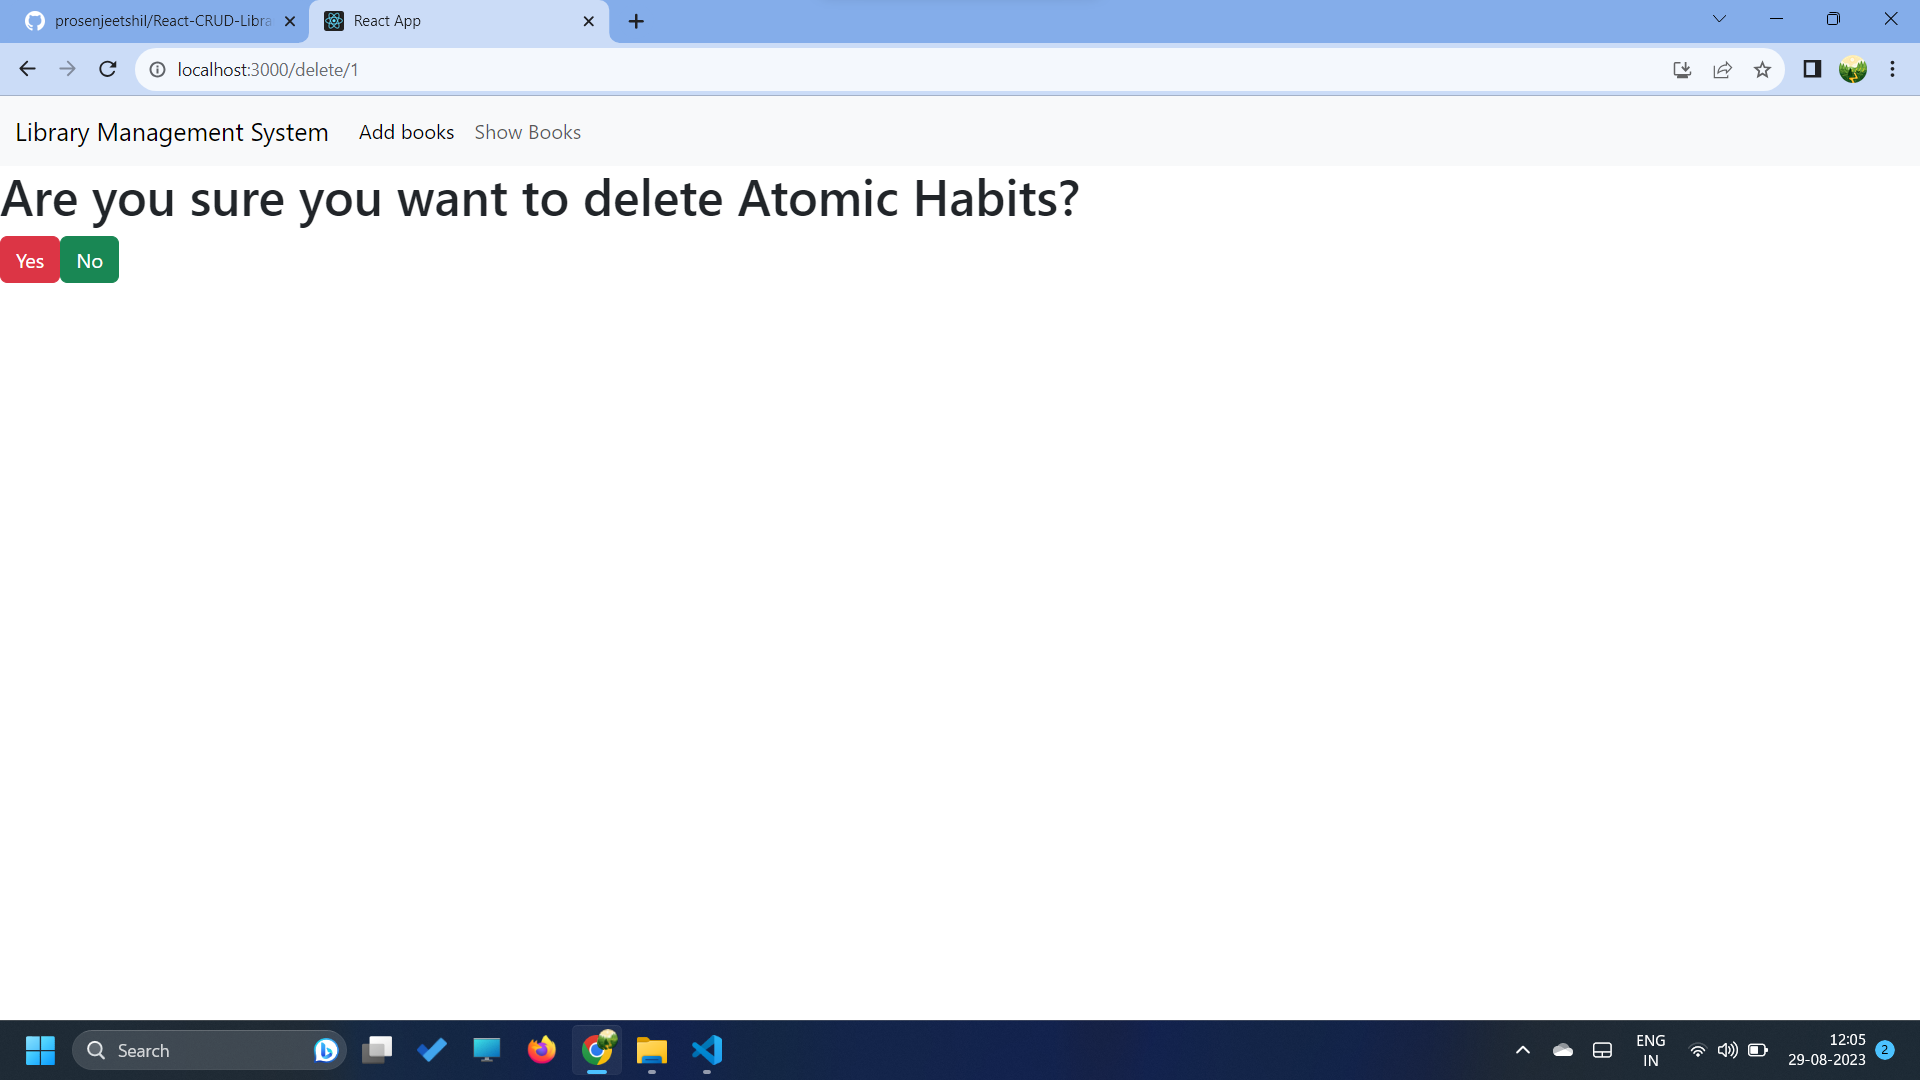 prosenjeetshil/React-CRUD-Libra
React App
localhost:3000/delete/1
Library Management System Add books Show Books
Are you sure you want to delete Atomic Habits?
Yes No
Search
ENG
IN
12:05
29-08-2023
2